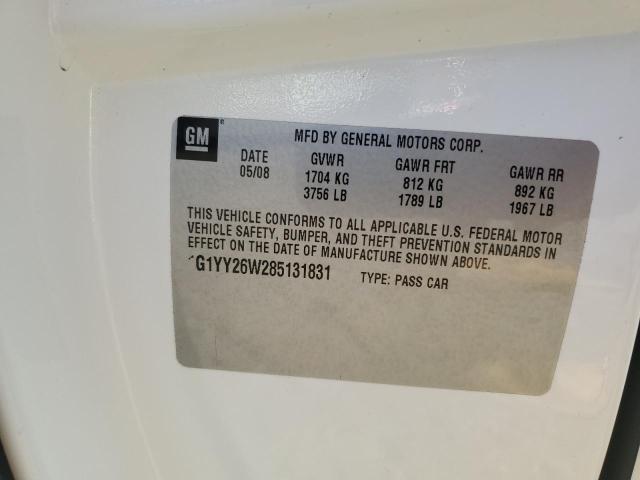 GM® MFD BY GENERAL MOTORS CORP.
DATE GVWR GAWR FRT GAWR RR
05/08 1704 KG 812 KG 892 KG
3756 LB 1789 LB 1967 LB
THIS VEHICLE CONFORMS TO ALL APPLICABLE U.S. FEDERAL MOTOR
VEHICLE SAFETY, BUMPER, AND THEFT PREVENTION STANDARDS IN
EFFECT ON THE DATE OF MANUFACTURE SHOWN ABOVE.
G1YY26W285131831 TYPE: PASS CAR